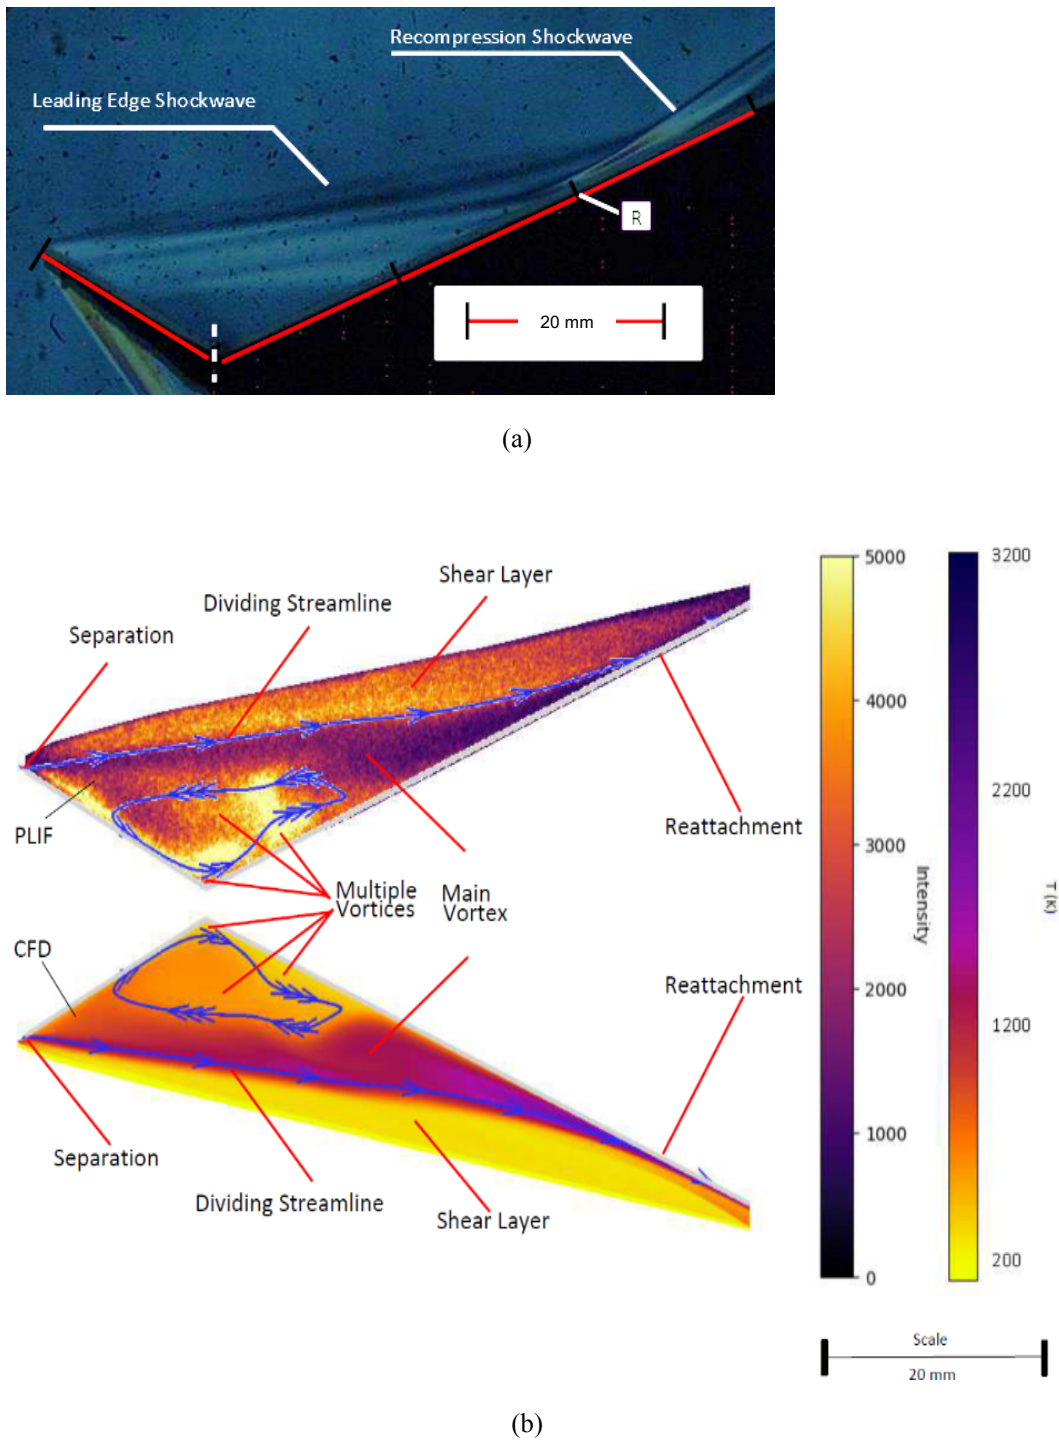 Recompression Shockwave
Leading Edge Shockwave
R
20 mm
(a)
Shear Layer
Dividing Streamline
Separation
PLIF
Reattachment
Multiple
Vortices
Main
Vortex
CFD
Reattachment
Separation
Dividing Streamline
Shear Layer
5000
4000
3000
2000
1000
0
Intensity
3200
2200
1200
200
T (K)
Scale
20 mm
(b)